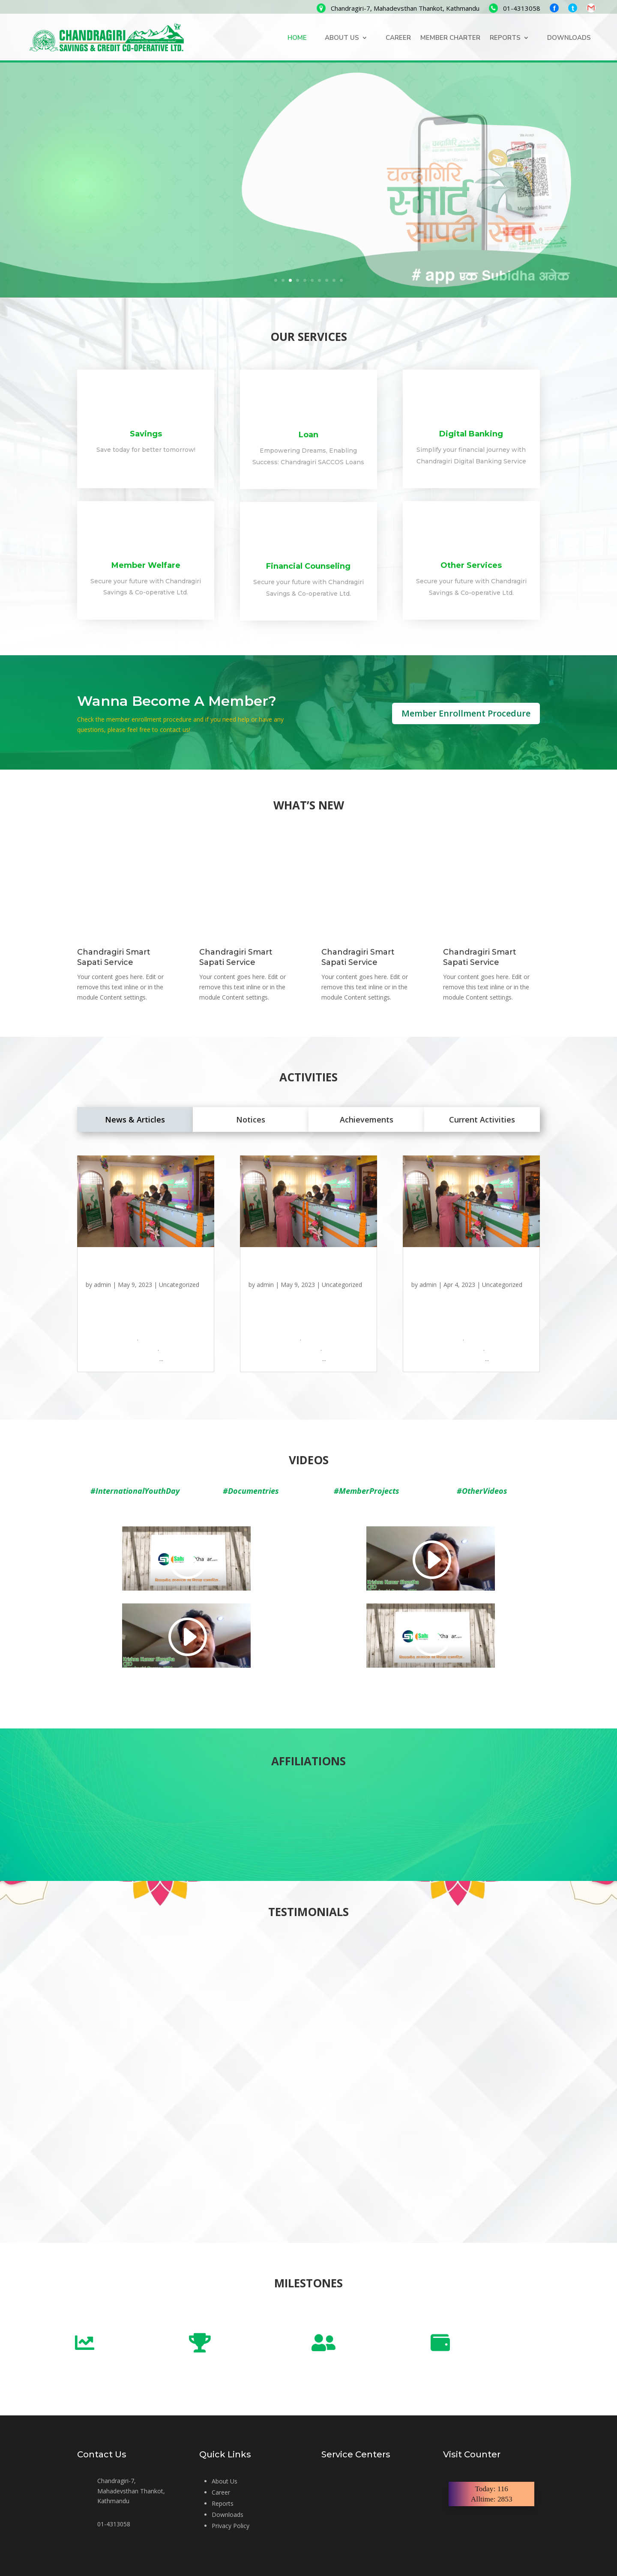 Chandragiri-7, Mahadevsthan Thankot, Kathmandu 01-4313058
CHANDRAGIRI
SAVINGS & CREDIT CO-OPERATIVE LTD.
HOME ABOUT US CAREER MEMBER CHARTER REPORTS DOWNLOADS
चन्द्रागिरि
स्मार्ट
सापटी सेवा
# app एक Subidha अनेक
OUR SERVICES
Savings
Save today for better tomorrow!
Loan
Empowering Dreams, Enabling
Success: Chandragiri SACCOS Loans
Digital Banking
Simplify your financial journey with
Chandragiri Digital Banking Service
Member Welfare
Secure your future with Chandragiri
Savings & Co-operative Ltd.
Financial Counseling
Secure your future with Chandragiri
Savings & Co-operative Ltd.
Other Services
Secure your future with Chandragiri
Savings & Co-operative Ltd.
Wanna Become A Member?
Check the member enrollment procedure and if you need help or have any
questions, please feel free to contact us!
Member Enrollment Procedure
WHAT'S NEW
Chandragiri Smart
Sapati Service
Your content goes here. Edit or
remove this text inline or in the
module Content settings.
Chandragiri Smart
Sapati Service
Your content goes here. Edit or
remove this text inline or in the
module Content settings.
Chandragiri Smart
Sapati Service
Your content goes here. Edit or
remove this text inline or in the
module Content settings.
Chandragiri Smart
Sapati Service
Your content goes here. Edit or
remove this text inline or in the
module Content settings.
ACTIVITIES
News & Articles Notices Achievements Current Activities
by admin | May 9, 2023 | Uncategorized
...
by admin | May 9, 2023 | Uncategorized
...
by admin | Apr 4, 2023 | Uncategorized
...
VIDEOS
#InternationalYouthDay #Documentries #MemberProjects #OtherVideos
Krishna Kumar Shrestha
CEO
Krishna Kumar Shrestha
CEO
AFFILIATIONS
TESTIMONIALS
MILESTONES
Contact Us
Chandragiri-7,
Mahadevsthan Thankot,
Kathmandu
01-4313058
Quick Links
About Us
Career
Reports
Downloads
Privacy Policy
Service Centers
Visit Counter
Today: 116
Alltime: 2853